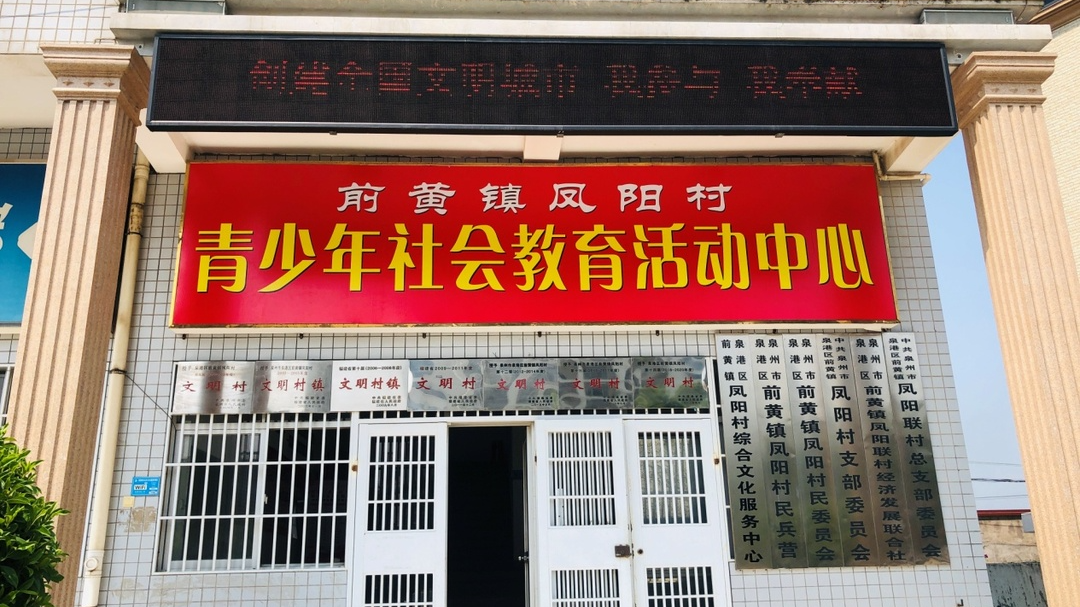 创建全国文明城市 我参与 我奉献
前黄镇凤阳村
青少年社会教育活动中心
文明村
文明村镇
文明村镇
文明村
文明村
文明村
文明村
泉港区前黄镇凤阳村综合文化服务中心
泉州市泉港区前黄镇凤阳村民兵营
泉州市泉港区前黄镇凤阳村民委员会
中共泉州市泉港区前黄镇凤阳村支部委员会
泉州市泉港区前黄镇凤阳联村经济发展联合社
中共泉州市泉港区前黄镇凤阳联村总支部委员会
WiFi